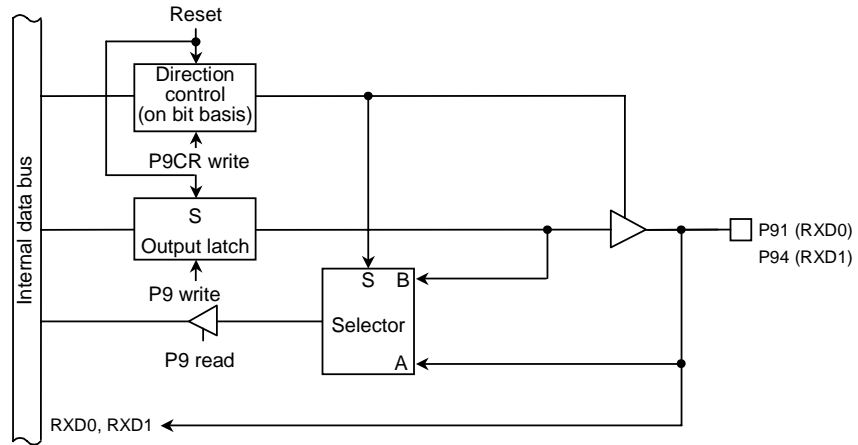 Reset
Direction
control
(on bit basis)
P9CR write
Internal data bus
S
Output latch
P9 write
P91 (RXD0)
P94 (RXD1)
S B
Selector
A
P9 read
RXD0, RXD1